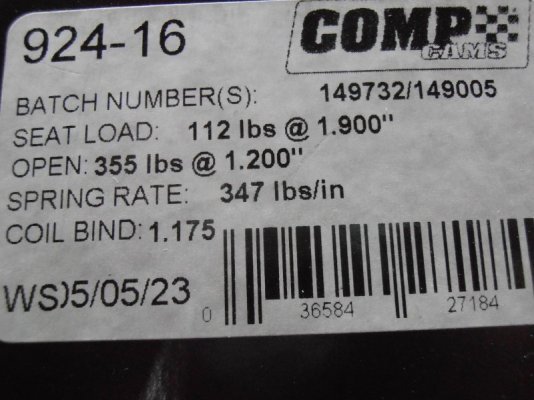 924-16
COMP CAMS
BATCH NUMBER(S): 149732/149005
SEAT LOAD: 112 lbs @ 1.900"
OPEN: 355 lbs @ 1.200"
SPRING RATE: 347 lbs/in
COIL BIND: 1.175
WS)5/05/23
0 36584 27184